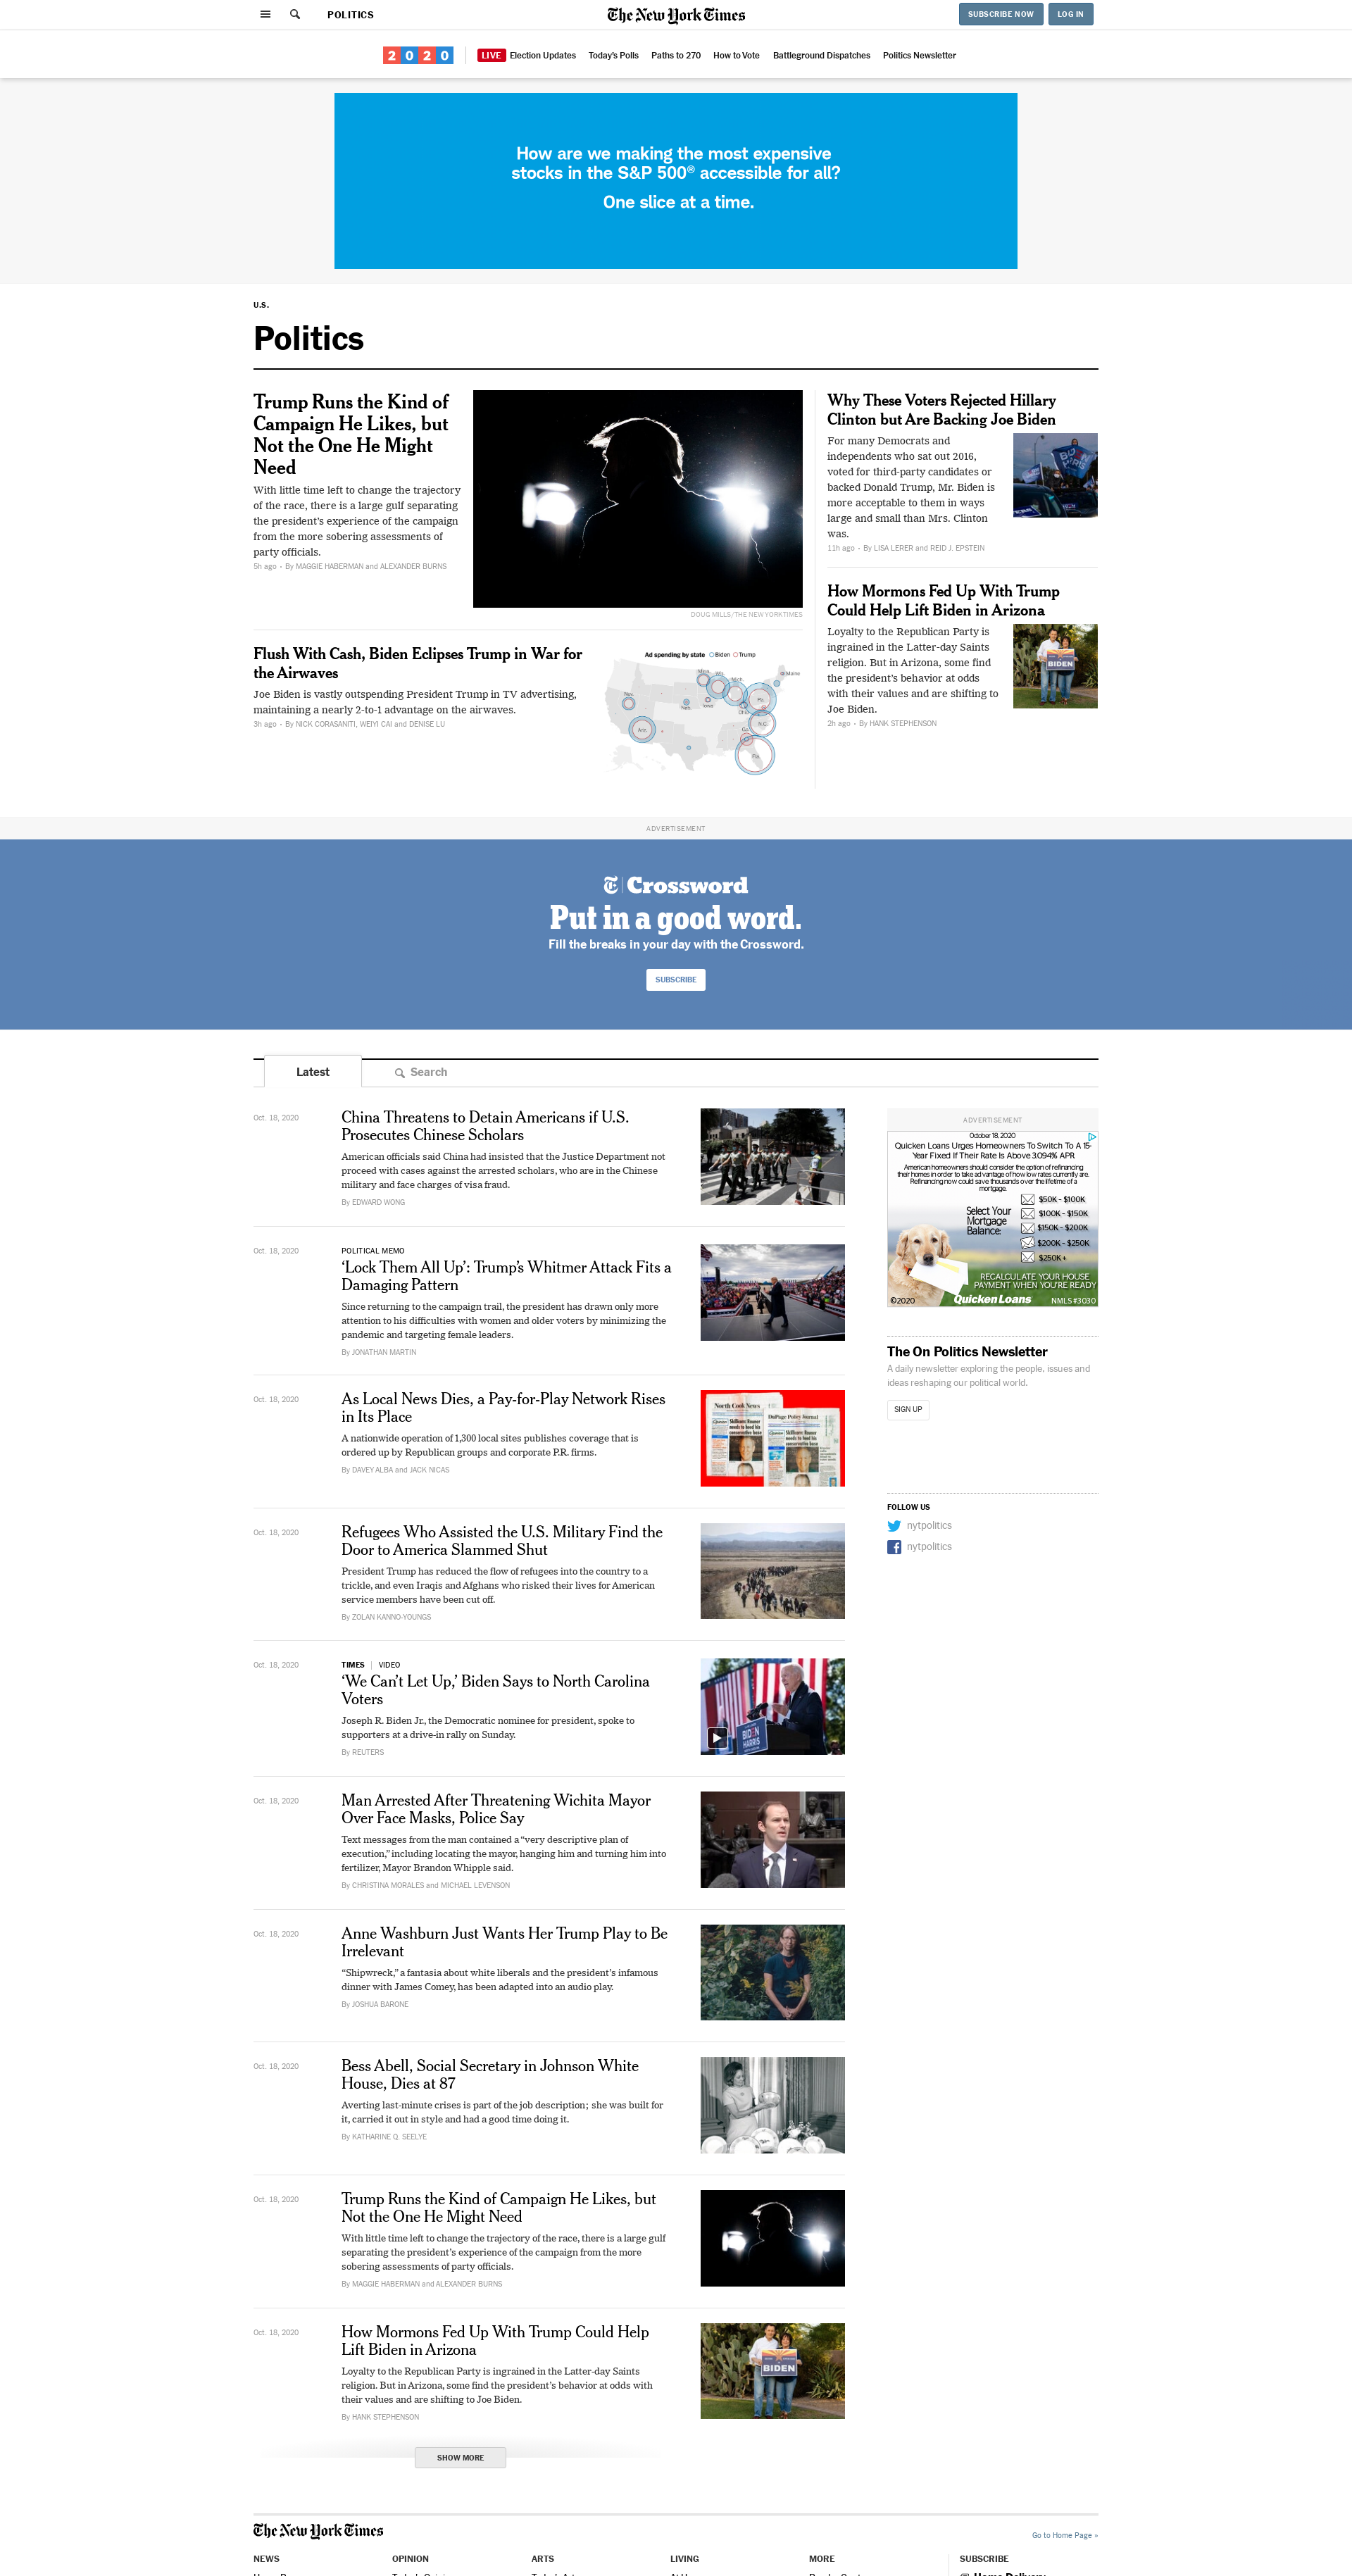 POLITICS
The New York Times
SUBSCRIBE NOW
LOG IN
2020
LIVE Election Updates
Today's Polls
Paths to 270
How to Vote
Battleground Dispatches
Politics Newsletter
How are we making the most expensive
stocks in the S&P 500® accessible for all?
One slice at a time.
U.S.
Politics
Trump Runs the Kind of
Campaign He Likes, but
Not the One He Might
Need
With little time left to change the trajectory
of the race, there is a large gulf separating
the president's experience of the campaign
from the more sobering assessments of
party officials.
5h ago • By MAGGIE HABERMAN and ALEXANDER BURNS
DOUG MILLS/THE NEW YORK TIMES
Flush With Cash, Biden Eclipses Trump in War for
the Airwaves
Joe Biden is vastly outspending President Trump in TV advertising,
maintaining a nearly 2-to-1 advantage on the airwaves.
3h ago • By NICK CORASANITI, WEIYI CAI and DENISE LU
Ad spending by state Biden Trump
Maine
Minn.
Wis.
Mich.
Nev.
Neb.
Iowa
Pa.
Ohio
N.C.
Ariz.
Ga.
Fla.
Why These Voters Rejected Hillary
Clinton but Are Backing Joe Biden
For many Democrats and
independents who sat out 2016,
voted for third-party candidates or
backed Donald Trump, Mr. Biden is
more acceptable to them in ways
large and small than Mrs. Clinton
was.
11h ago • By LISA LERER and REID J. EPSTEIN
How Mormons Fed Up With Trump
Could Help Lift Biden in Arizona
Loyalty to the Republican Party is
ingrained in the Latter-day Saints
religion. But in Arizona, some find
the president's behavior at odds
with their values and are shifting to
Joe Biden.
2h ago • By HANK STEPHENSON
BIDEN
ADVERTISEMENT
T | Crossword
Put in a good word.
Fill the breaks in your day with the Crossword.
SUBSCRIBE
Latest
Search
Oct. 18, 2020
China Threatens to Detain Americans if U.S.
Prosecutes Chinese Scholars
American officials said China had insisted that the Justice Department not
proceed with cases against the arrested scholars, who are in the Chinese
military and face charges of visa fraud.
By EDWARD WONG
Oct. 18, 2020
POLITICAL MEMO
‘Lock Them All Up’: Trump’s Whitmer Attack Fits a
Damaging Pattern
Since returning to the campaign trail, the president has drawn only more
attention to his difficulties with women and older voters by minimizing the
pandemic and targeting female leaders.
By JONATHAN MARTIN
Oct. 18, 2020
As Local News Dies, a Pay-for-Play Network Rises
in Its Place
A nationwide operation of 1,300 local sites publishes coverage that is
ordered up by Republican groups and corporate P.R. firms.
By DAVEY ALBA and JACK NICAS
North Cook News
DuPage Policy Journal
Oct. 18, 2020
Refugees Who Assisted the U.S. Military Find the
Door to America Slammed Shut
President Trump has reduced the flow of refugees into the country to a
trickle, and even Iraqis and Afghans who risked their lives for American
service members have been cut off.
By ZOLAN KANNO-YOUNGS
Oct. 18, 2020
TIMES | VIDEO
‘We Can’t Let Up,’ Biden Says to North Carolina
Voters
Joseph R. Biden Jr., the Democratic nominee for president, spoke to
supporters at a drive-in rally on Sunday.
By REUTERS
BIDEN
HARRIS
Oct. 18, 2020
Man Arrested After Threatening Wichita Mayor
Over Face Masks, Police Say
Text messages from the man contained a “very descriptive plan of
execution,” including locating the mayor, hanging him and turning him into
fertilizer, Mayor Brandon Whipple said.
By CHRISTINA MORALES and MICHAEL LEVENSON
Oct. 18, 2020
Anne Washburn Just Wants Her Trump Play to Be
Irrelevant
“Shipwreck,” a fantasia about white liberals and the president’s infamous
dinner with James Comey, has been adapted into an audio play.
By JOSHUA BARONE
Oct. 18, 2020
Bess Abell, Social Secretary in Johnson White
House, Dies at 87
Averting last-minute crises is part of the job description; she was built for
it, carried it out in style and had a good time doing it.
By KATHARINE Q. SEELYE
Oct. 18, 2020
Trump Runs the Kind of Campaign He Likes, but
Not the One He Might Need
With little time left to change the trajectory of the race, there is a large gulf
separating the president’s experience of the campaign from the more
sobering assessments of party officials.
By MAGGIE HABERMAN and ALEXANDER BURNS
Oct. 18, 2020
How Mormons Fed Up With Trump Could Help
Lift Biden in Arizona
Loyalty to the Republican Party is ingrained in the Latter-day Saints
religion. But in Arizona, some find the president’s behavior at odds with
their values and are shifting to Joe Biden.
By HANK STEPHENSON
BIDEN
SHOW MORE
ADVERTISEMENT
October 18, 2020
Quicken Loans Urges Homeowners To Switch To A 15-
Year Fixed If Their Rate Is Above 3.094% APR
American homeowners should consider the option of refinancing
their homes in order to take advantage of how low rates currently are.
Refinancing now could save thousands over the lifetime of a
mortgage.
Select Your
Mortgage
Balance:
$50K - $100K
$100K - $150K
$150K - $200K
$200K - $250K
$250K +
RECALCULATE YOUR HOUSE
PAYMENT WHEN YOU'RE READY
©2020
Quicken Loans
NMLS #3030
The On Politics Newsletter
A daily newsletter exploring the people, issues and
ideas reshaping our political world.
SIGN UP
FOLLOW US
nytpolitics
nytpolitics
The New York Times
Go to Home Page »
NEWS
OPINION
ARTS
LIVING
MORE
SUBSCRIBE